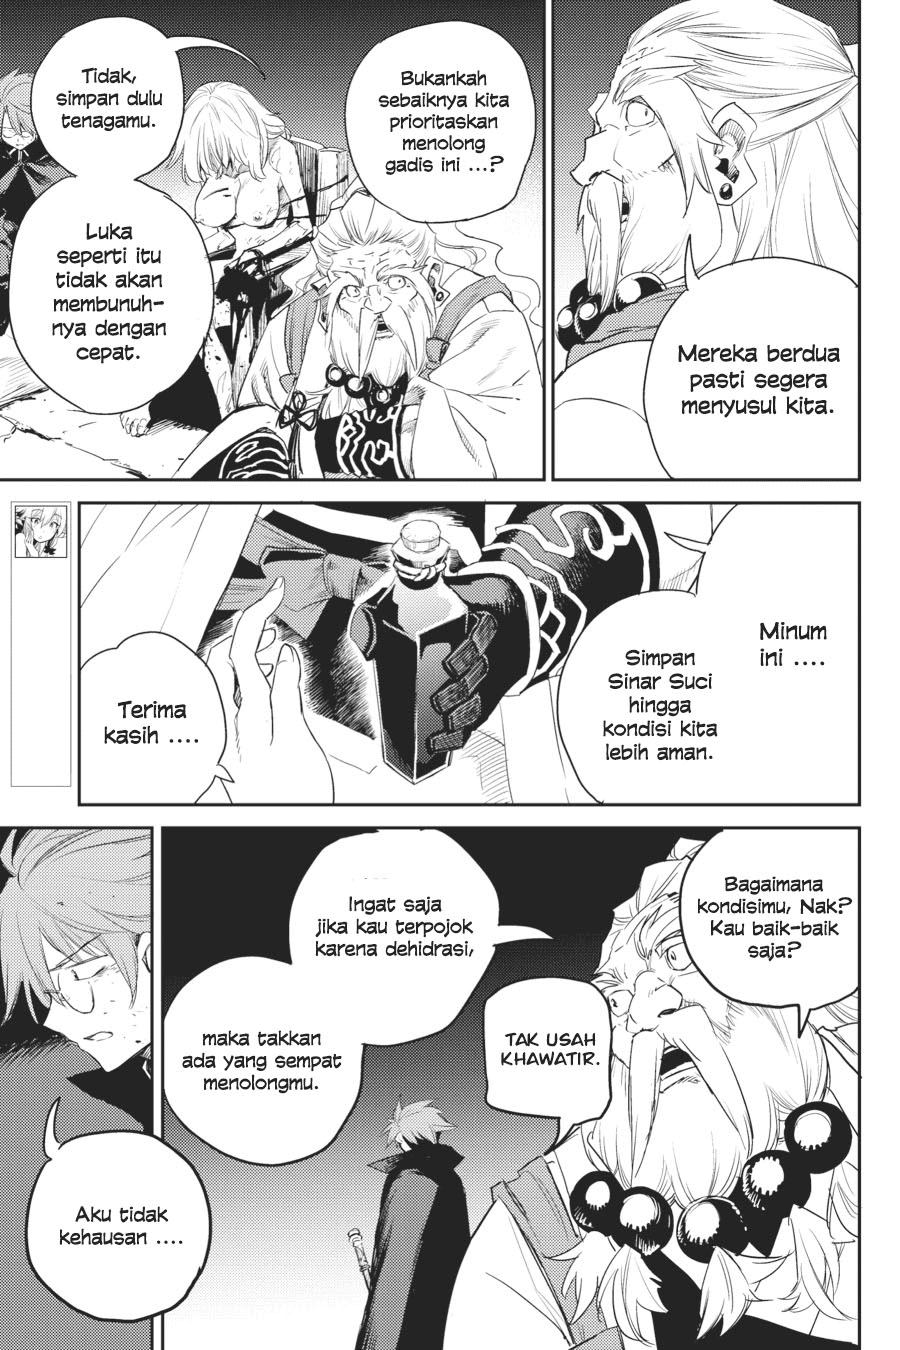 Mereka berdua
pasti segera
menyusul kita.
Bukankah
sebaiknya kita
prioritaskan
menolong
gadis ini ...?
Tidak,
simpan dulu
tenagamu.
Luka
seperti itu
tidak akan
membunuh-
nya dengan
cepat.
Minum
ini ....
Simpan
Sinar Suci
hingga
kondisi kita
lebih aman.
Terima
kasih ....
Bagaimana
kondisimu, Nak?
Kau baik-baik
saja?
TAK USAH
KHAWATIR.
Ingat saja
jika kau terpojok
karena dehidrasi,
maka takkan
ada yang sempat
menolongmu.
Aku tidak
kehausan ....